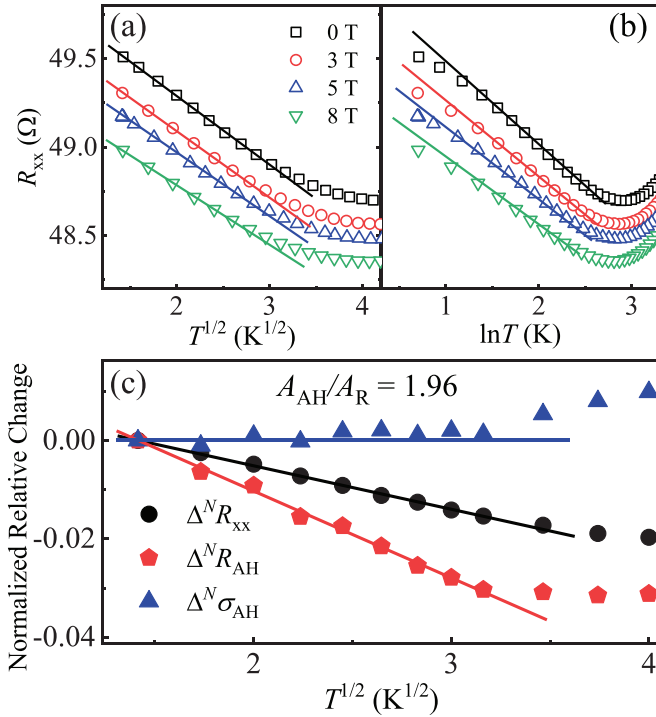 (a)
0 T
3 T
5 T
8 T
(b)
49.5
49.0
48.5
Rxx (Ω)
2 3 4
T^1/2 (K^1/2)
1 2 3
lnT (K)
(c)
A_AH/A_R = 1.96
0.00
-0.02
-0.04
Normalized Relative Change
Δ^N R_xx
Δ^N R_AH
Δ^N σ_AH
2 3 4
T^1/2 (K^1/2)